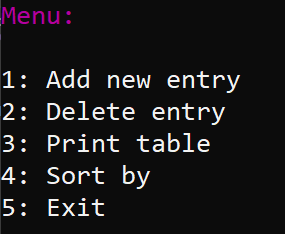 Menu:
1: Add new entry
2: Delete entry
3: Print table
4: Sort by
5: Exit